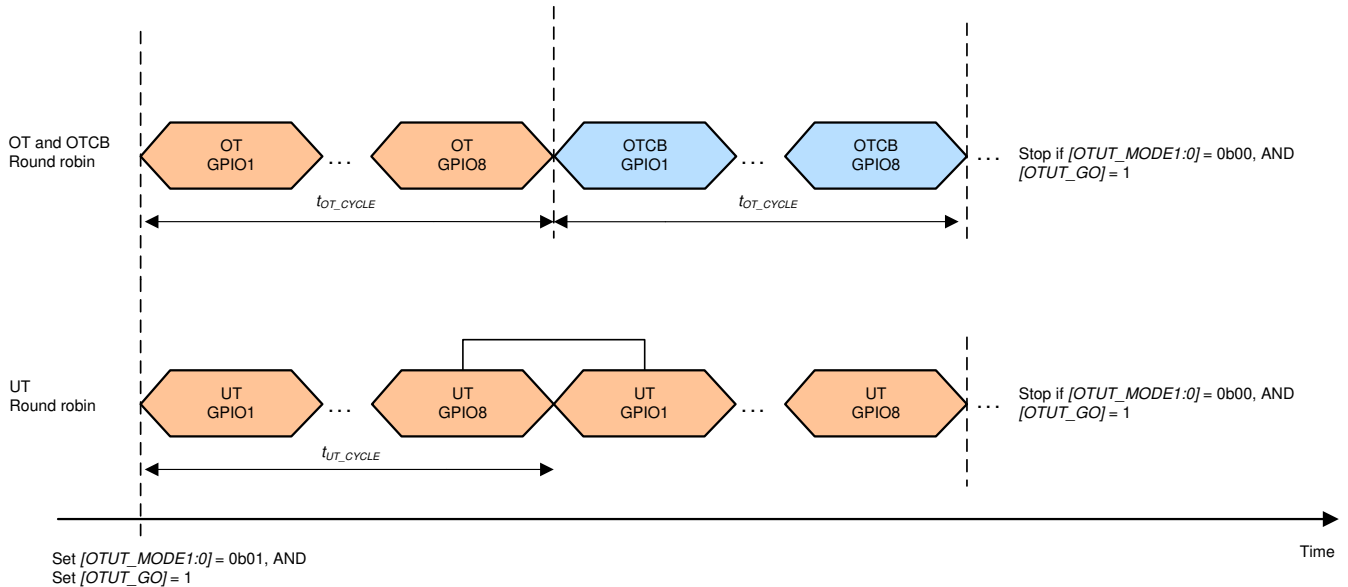 OT and OTCB
Round robin
OT
GPIO1
...
OT
GPIO8
OTCB
GPIO1
...
OTCB
GPIO8
...
Stop if [OTUT_MODE1:0] = 0b00, AND
[OTUT_GO] = 1
tOT_CYCLE
tOT_CYCLE
UT
Round robin
UT
GPIO1
...
UT
GPIO8
UT
GPIO1
...
UT
GPIO8
...
Stop if [OTUT_MODE1:0] = 0b00, AND
[OTUT_GO] = 1
tUT_CYCLE
Time
Set [OTUT_MODE1:0] = 0b01, AND
Set [OTUT_GO] = 1